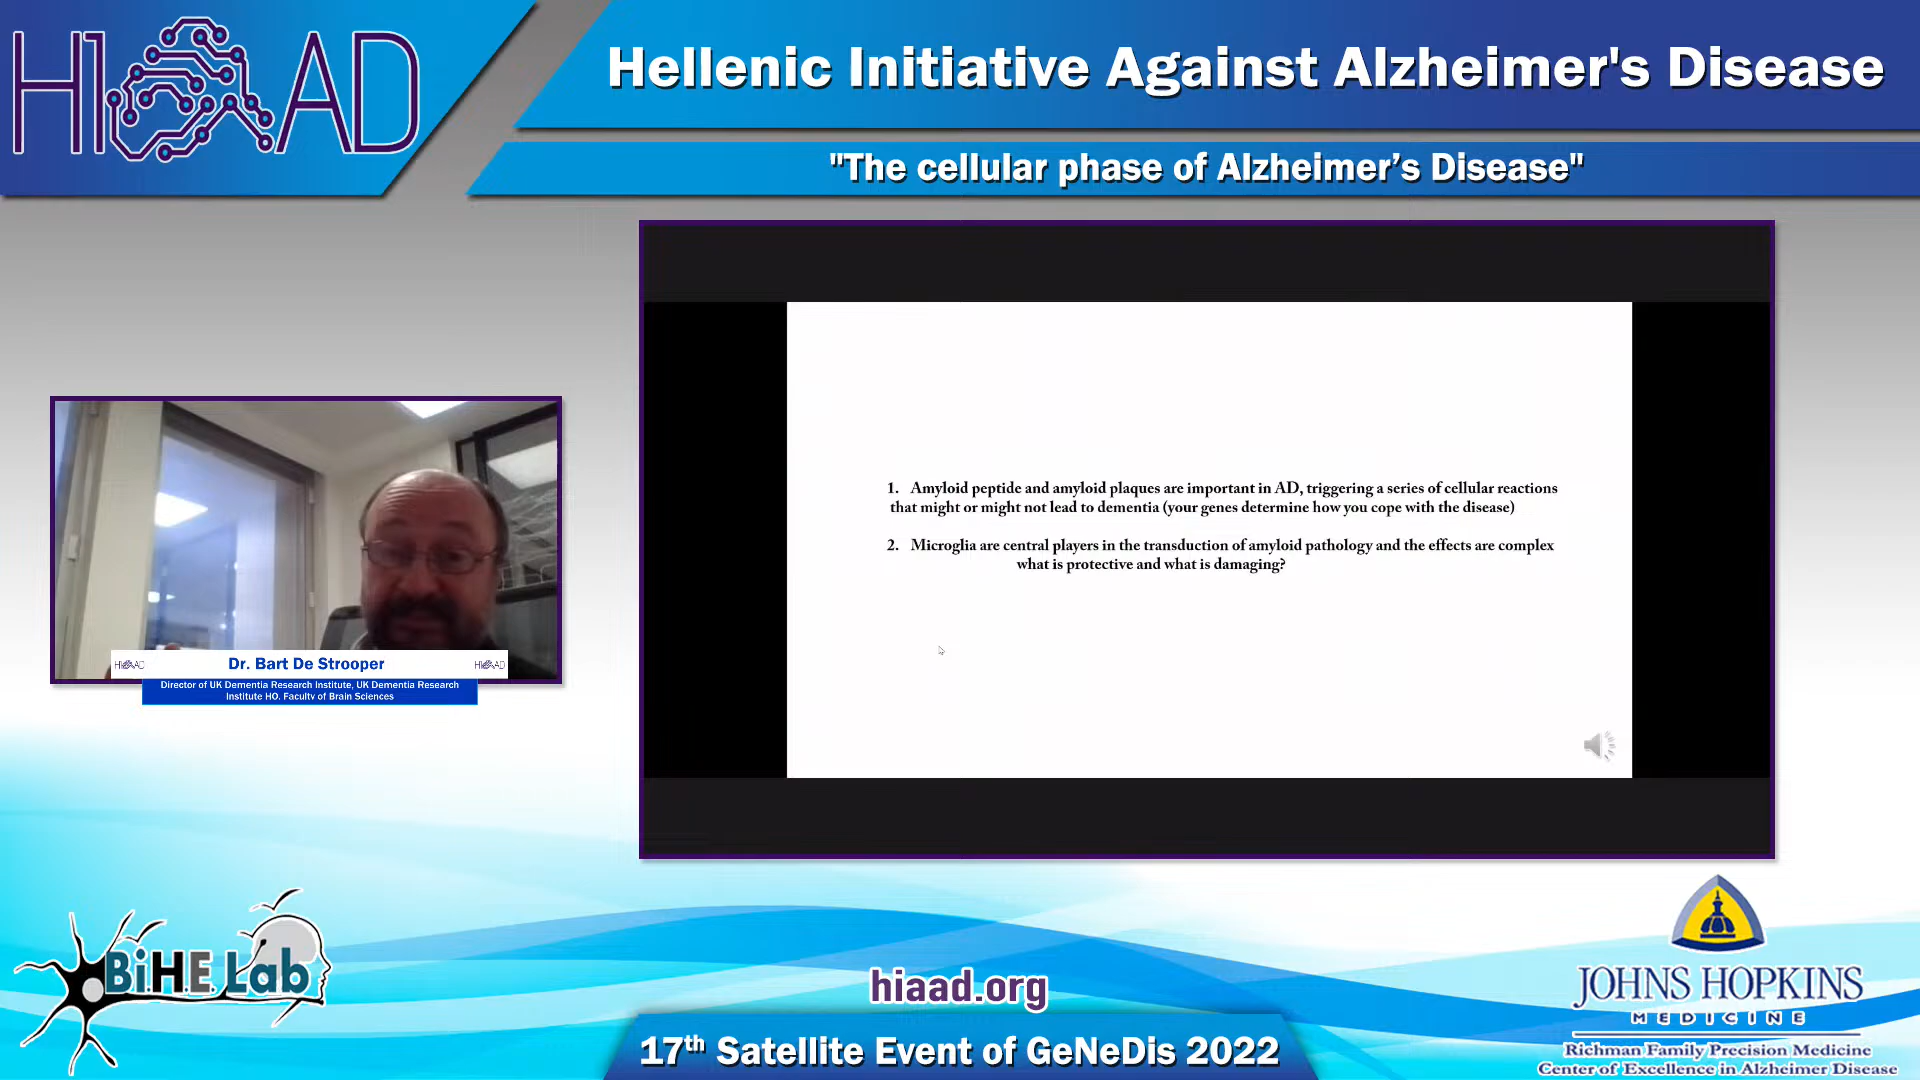 HIAAD
Hellenic Initiative Against Alzheimer's Disease
"The cellular phase of Alzheimer’s Disease"
1. Amyloid peptide and amyloid plaques are important in AD, triggering a series of cellular reactions
that might or might not lead to dementia (your genes determine how you cope with the disease)
2. Microglia are central players in the transduction of amyloid pathology and the effects are complex
what is protective and what is damaging?
HIAAD
Dr. Bart De Strooper
HIAAD
Director of UK Dementia Research Institute, UK Dementia Research
Institute HQ, Faculty of Brain Sciences
BiHE Lab
hiaad.org
17th Satellite Event of GeNeDis 2022
JOHNS HOPKINS
MEDICINE
Richman Family Precision Medicine
Center of Excellence in Alzheimer Disease